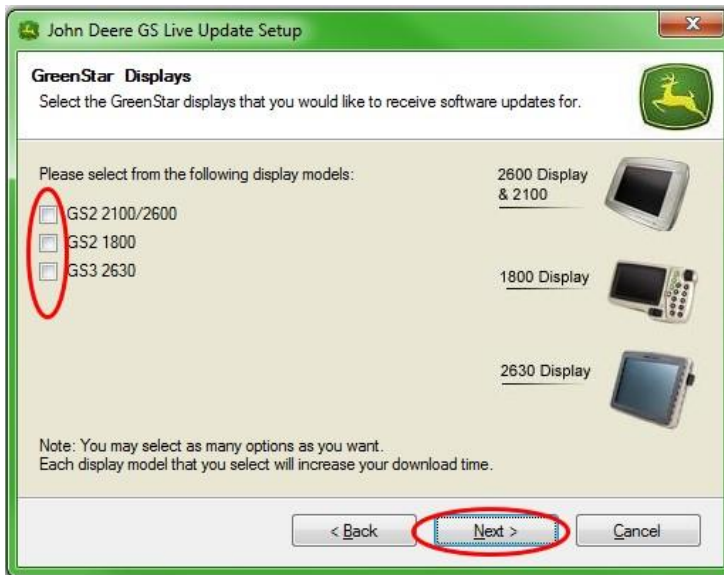 John Deere GS Live Update Setup
GreenStar Displays
Select the GreenStar displays that you would like to receive software updates for.
Please select from the following display models:
GS2 2100/2600
GS2 1800
GS3 2630
2600 Display
& 2100
1800 Display
2630 Display
Note: You may select as many options as you want.
Each display model that you select will increase your download time.
< Back
Next >
Cancel